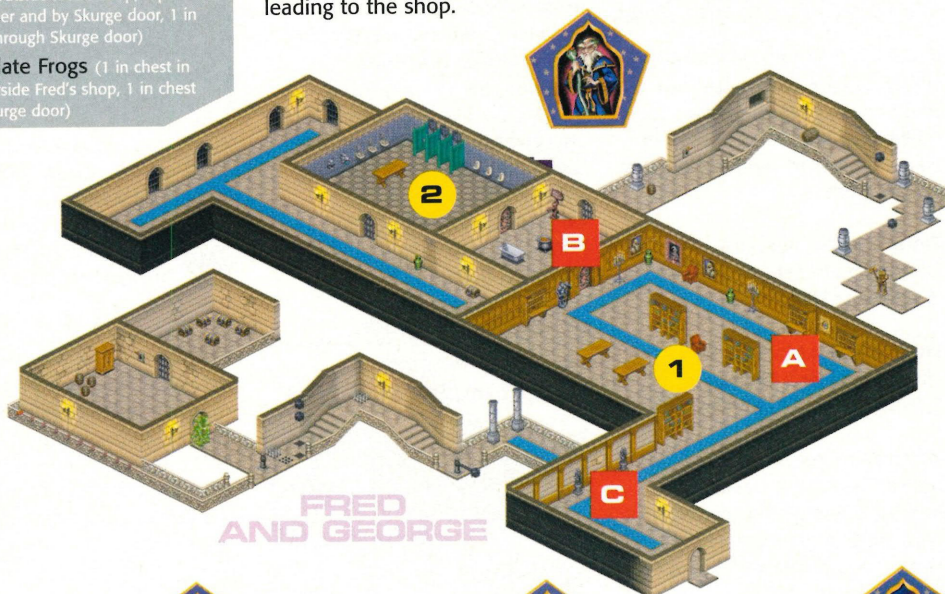 er and by Skurge door, 1 in
hrough Skurge door)
ate Frogs (1 in chest in
side Fred's shop, 1 in chest
urge door)
leading to the shop.
2
B
1
A
C
FRED
AND GEORGE